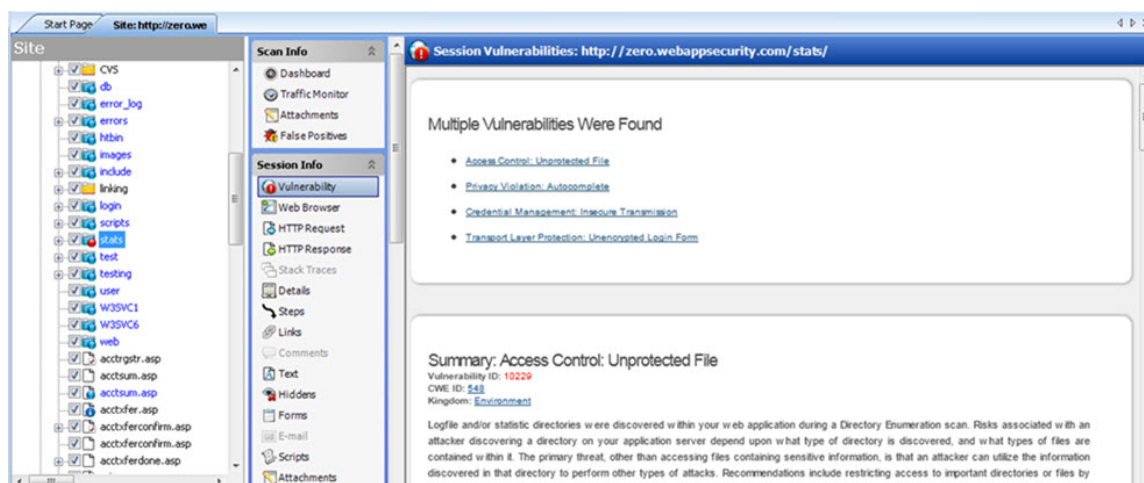 Start Page
Site: http://zero.we
Site
CVS
db
error_log
errors
htbin
images
include
linking
login
scripts
stats
test
testing
user
W3SVC1
W3SVC6
web
acctrgstr.asp
acctsum.asp
acctsum.asp
acctxfer.asp
acctxferconfirm.asp
acctxferconfirm.asp
acctxferdone.asp
Scan Info
Dashboard
Traffic Monitor
Attachments
False Positives
Session Info
Vulnerability
Web Browser
HTTP Request
HTTP Response
Stack Traces
Details
Steps
Links
Comments
Text
Hiddens
Forms
E-mail
Scripts
Attachments
Session Vulnerabilities: http://zero.webappsecurity.com/stats/
Multiple Vulnerabilities Were Found
• Access Control: Unprotected File
• Privacy Violation: Autocomplete
• Credential Management: Insecure Transmission
• Transport Layer Protection: Unencrypted Login Form
Summary: Access Control: Unprotected File
Vulnerability ID: 10229
CWE ID: 548
Kingdom: Environment
Logfile and/or statistic directories were discovered within your web application during a Directory Enumeration scan. Risks associated with an
attacker discovering a directory on your application server depend upon what type of directory is discovered, and what types of files are
contained within it. The primary threat, other than accessing files containing sensitive information, is that an attacker can utilize the information
discovered in that directory to perform other types of attacks. Recommendations include restricting access to important directories or files by